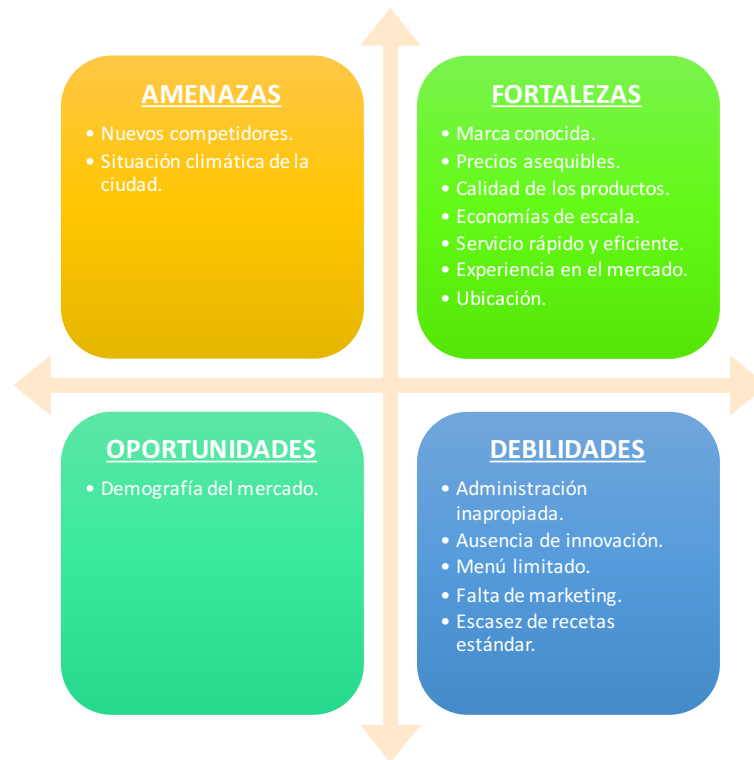 AMENAZAS
• Nuevos competidores.
• Situación climática de la
ciudad.
FORTALEZAS
• Marca conocida.
• Precios asequibles.
• Calidad de los productos.
• Economías de escala.
• Servicio rápido y eficiente.
• Experiencia en el mercado.
• Ubicación.
OPORTUNIDADES
• Demografía del mercado.
DEBILIDADES
• Administración
inapropiada.
• Ausencia de innovación.
• Menú limitado.
• Falta de marketing.
• Escasez de recetas
estándar.